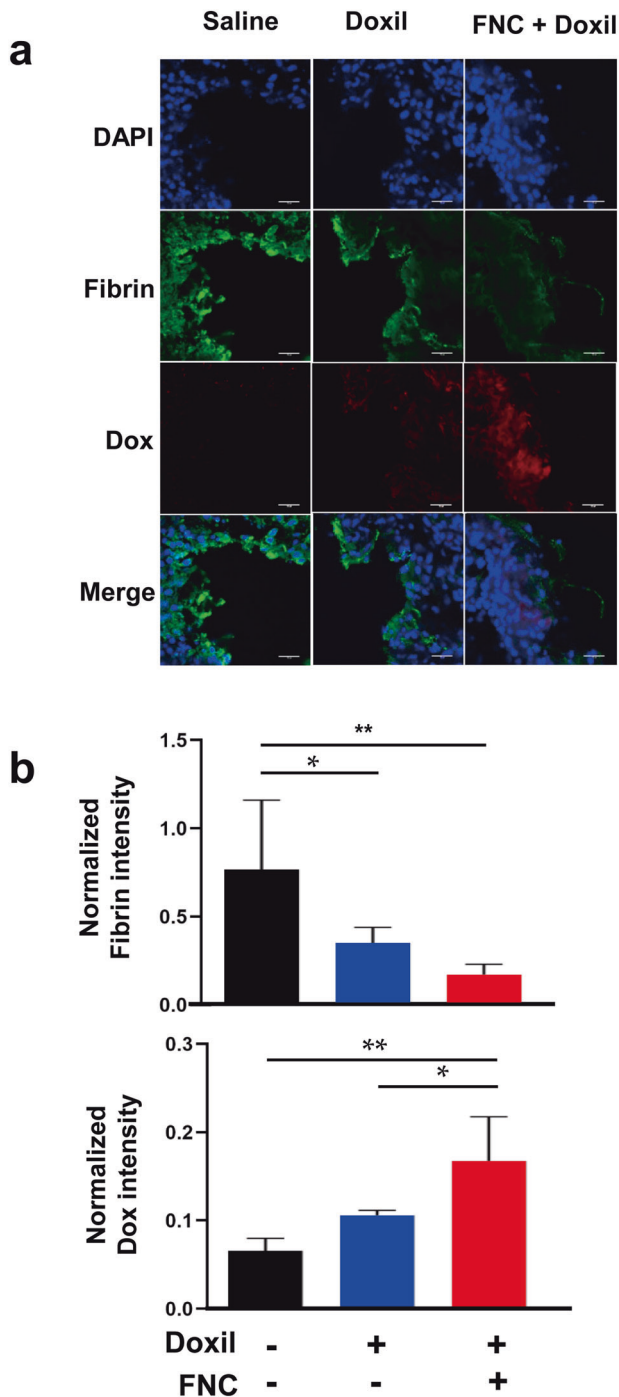 Saline Doxil FNC + Doxil
a
DAPI
Fibrin
Dox
Merge
b
Normalized
Fibrin intensity
1.5
1.0
0.5
0.0
**
*
Normalized
Dox intensity
0.3
0.2
0.1
0.0
**
*
Doxil - + +
FNC - - +